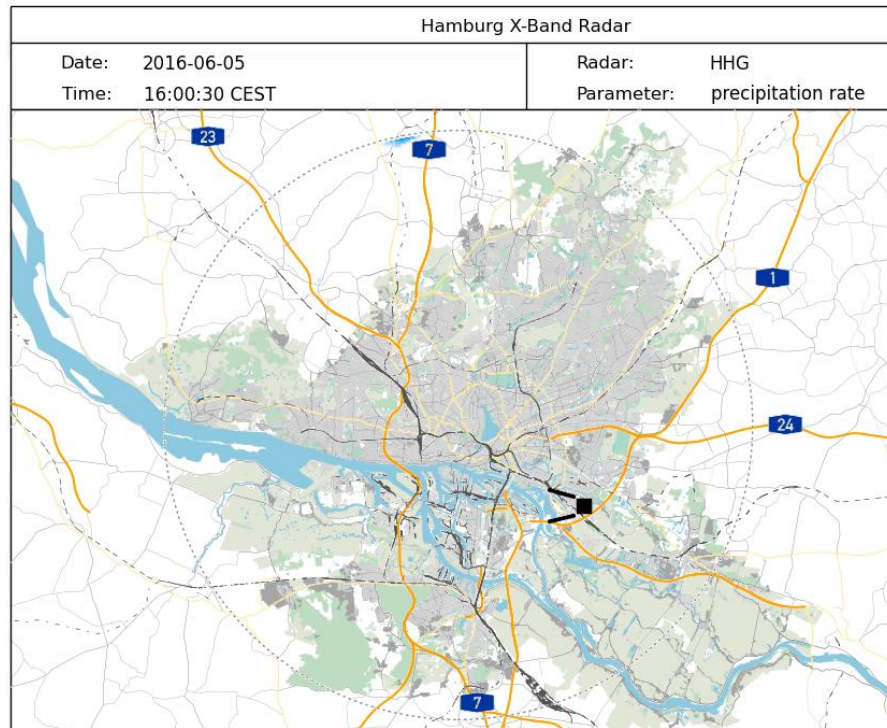 Hamburg X-Band Radar
Date: 2016-06-05
Radar: HHG
Time: 16:00:30 CEST
Parameter: precipitation rate
23
7
1
24
7